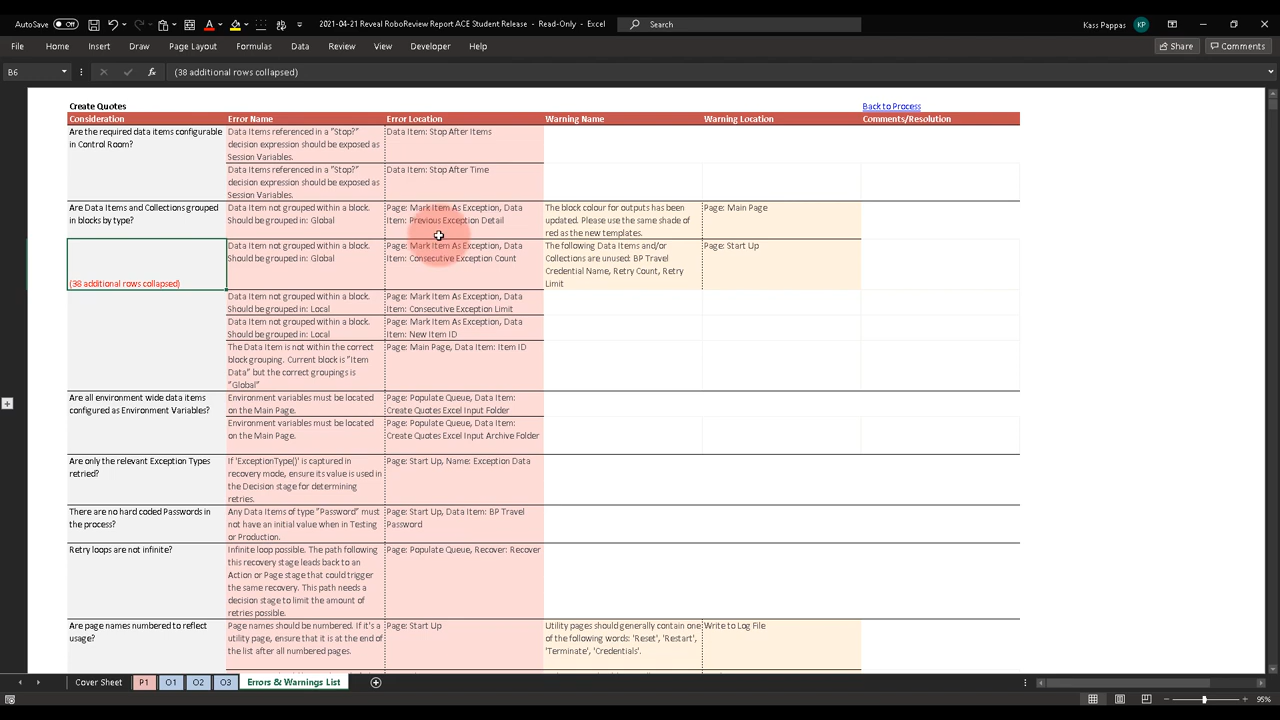 AutoSave Off 2021-04-21 Reveal RoboReview Report ACE Student Release - Read-Only - Excel Search Kass Pappas KP
File Home Insert Draw Page Layout Formulas Data Review View Developer Help Share Comments
B6 fx (38 additional rows collapsed)
Create Quotes Back to Process
Consideration Error Name Error Location Warning Name Warning Location Comments/Resolution
Are the required data items configurable Data Items referenced in a "Stop?" Data Item: Stop After Items
in Control Room? decision expression should be exposed as
Session Variables.
Data Items referenced in a "Stop?" Data Item: Stop After Time
decision expression should be exposed as
Session Variables.
Are Data Items and Collections grouped Data Item not grouped within a block. Page: Mark Item As Exception, Data The block colour for outputs has been Page: Main Page
in blocks by type? Should be grouped in: Global Item: Previous Exception Detail updated. Please use the same shade of
red as the new templates.
Data Item not grouped within a block. Page: Mark Item As Exception, Data The following Data Items and/or Page: Start Up
Should be grouped in: Global Item: Consecutive Exception Count Collections are unused: BP Travel
Credential Name, Retry Count, Retry
(38 additional rows collapsed) Limit
Data Item not grouped within a block. Page: Mark Item As Exception, Data
Should be grouped in: Local Item: Consecutive Exception Limit
Data Item not grouped within a block. Page: Mark Item As Exception, Data
Should be grouped in: Local Item: New Item ID
The Data Item is not within the correct Page: Main Page, Data Item: Item ID
block grouping. Current block is "Item
Data" but the correct groupings is
"Global"
Are all environment wide data items Environment variables must be located Page: Populate Queue, Data Item:
configured as Environment Variables? on the Main Page. Create Quotes Excel Input Folder
Environment variables must be located Page: Populate Queue, Data Item:
on the Main Page. Create Quotes Excel Input Archive Folder
Are only the relevant Exception Types If 'ExceptionType()' is captured in Page: Start Up, Name: Exception Data
retried? recovery mode, ensure its value is used in
the Decision stage for determining
retries.
There are no hard coded Passwords in Any Data Items of type "Password" must Page: Start Up, Data Item: BP Travel
the process? not have an initial value when in Testing Password
or Production.
Retry loops are not infinite? Infinite loop possible. The path following Page: Populate Queue, Recover: Recover
this recovery stage leads back to an
Action or Page stage that could trigger
the same recovery. This path needs a
decision stage to limit the amount of
retries possible.
Are page names numbered to reflect Page names should be numbered. If it's a Page: Start Up Utility pages should generally contain one Write to Log File
usage? utility page, ensure that it is at the end of of the following words: 'Reset', 'Restart',
the list after all numbered pages. 'Terminate', 'Credentials'.
Cover Sheet P1 O1 O2 O3 Errors & Warnings List
95%